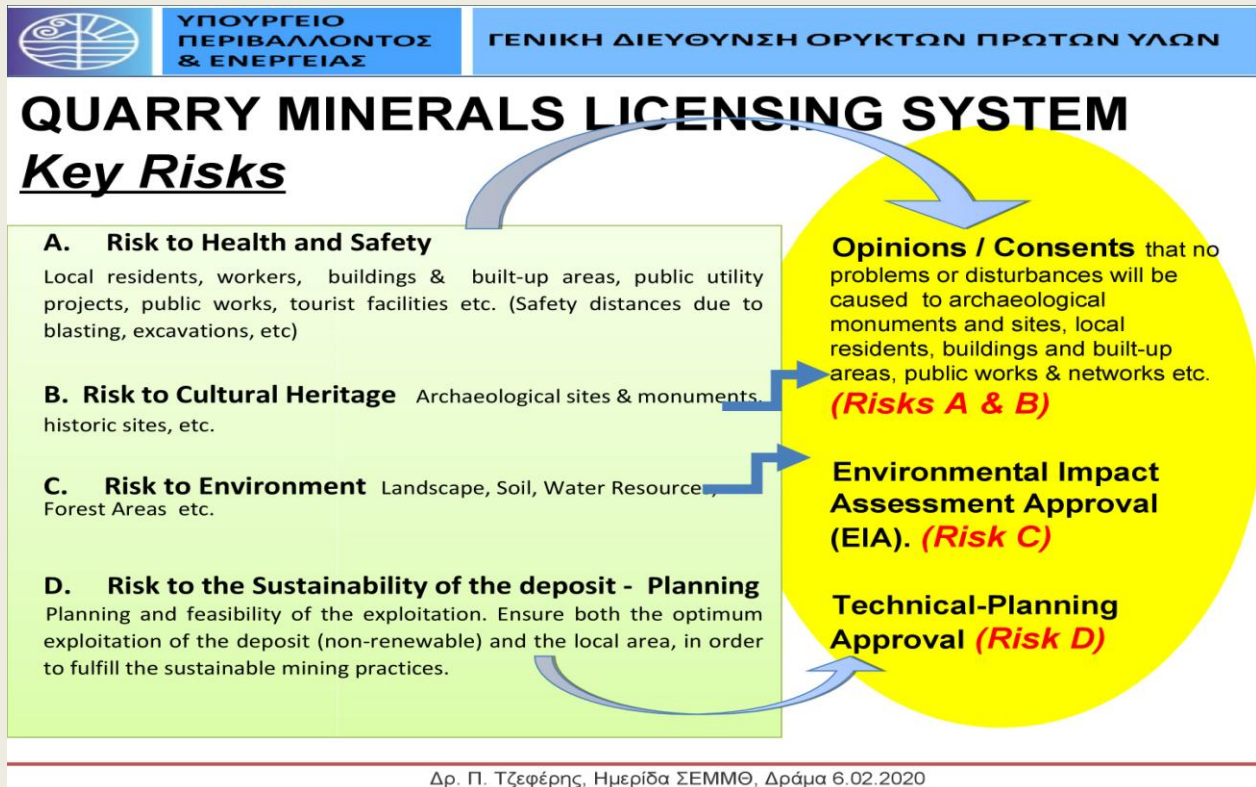 ΥΠΟΥΡΓΕΙΟ
ΠΕΡΙΒΑΛΛΟΝΤΟΣ
& ΕΝΕΡΓΕΙΑΣ
ΓΕΝΙΚΗ ΔΙΕΥΘΥΝΣΗ ΟΡΥΚΤΩΝ ΠΡΩΤΩΝ ΥΛΩΝ
QUARRY MINERALS LICENSING SYSTEM
Key Risks
A. Risk to Health and Safety
Local residents, workers, buildings & built-up areas, public utility
projects, public works, tourist facilities etc. (Safety distances due to
blasting, excavations, etc)
B. Risk to Cultural Heritage Archaeological sites & monuments,
historic sites, etc.
C. Risk to Environment Landscape, Soil, Water Resources,
Forest Areas etc.
D. Risk to the Sustainability of the deposit - Planning
Planning and feasibility of the exploitation. Ensure both the optimum
exploitation of the deposit (non-renewable) and the local area, in order
to fulfill the sustainable mining practices.
Opinions / Consents that no
problems or disturbances will be
caused to archaeological
monuments and sites, local
residents, buildings and built-up
areas, public works & networks etc.
(Risks A & B)
Environmental Impact
Assessment Approval
(EIA). (Risk C)
Technical-Planning
Approval (Risk D)
Δρ. Π. Τζεφέρης, Ημερίδα ΣΕΜΜΘ, Δράμα 6.02.2020